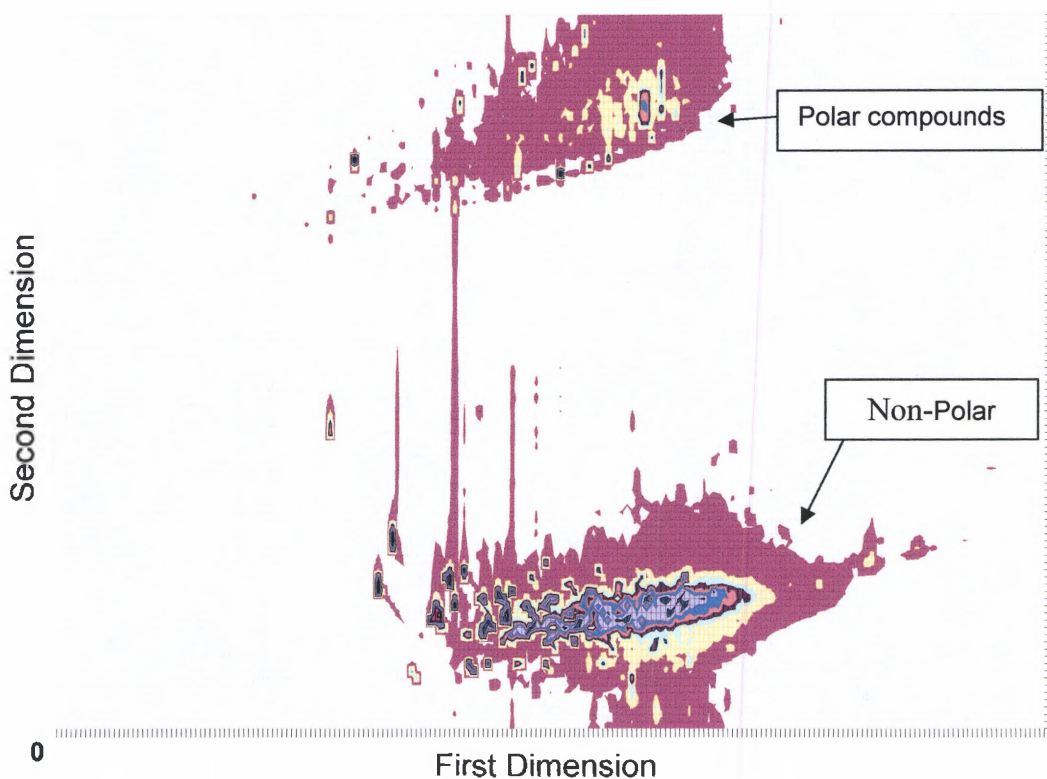 Polar compounds
Second Dimension
Non-Polar
0
First Dimension